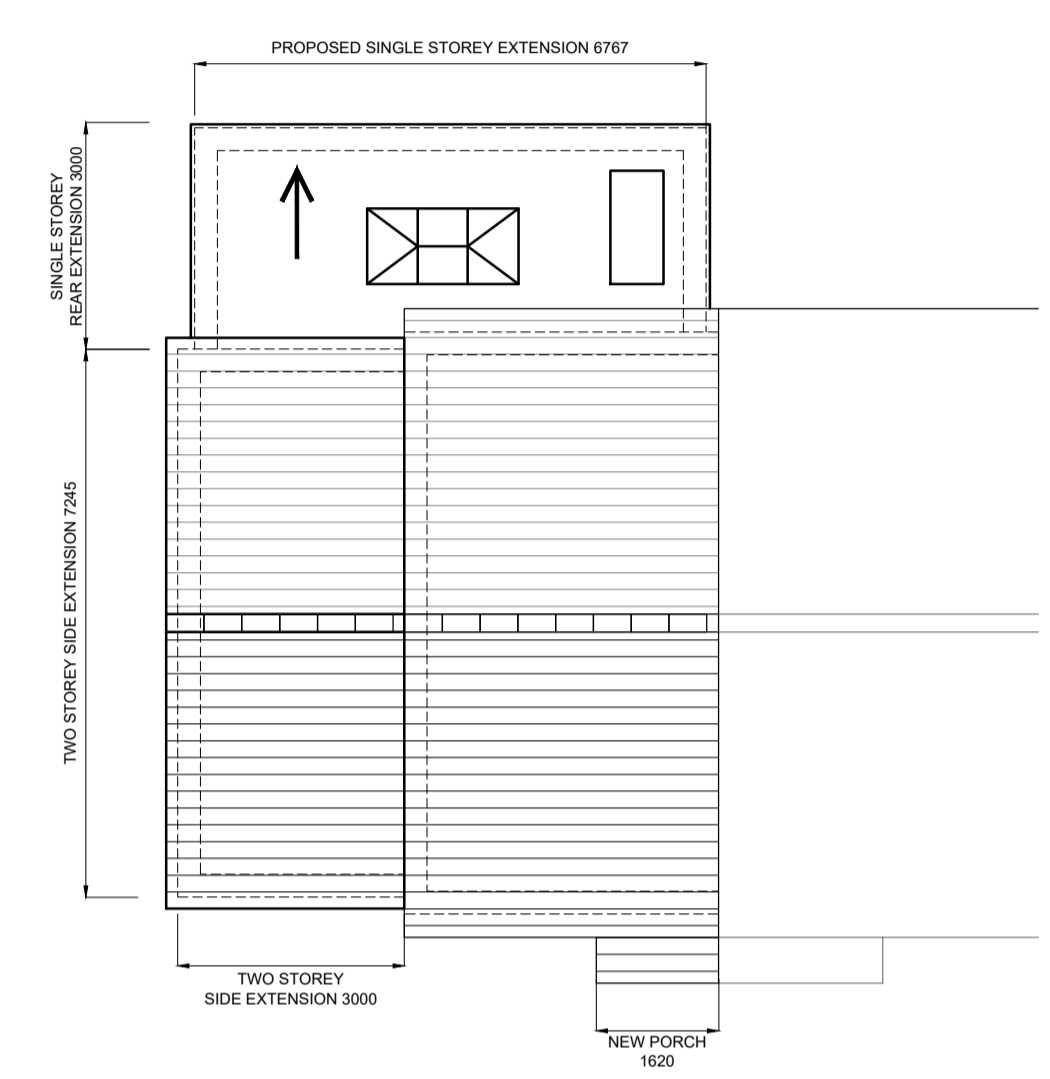 PROPOSED SINGLE STOREY EXTENSION 6767
SINGLE STOREY
REAR EXTENSION 3000
TWO STOREY SIDE EXTENSION 7245
TWO STOREY
SIDE EXTENSION 3000
NEW PORCH
1620